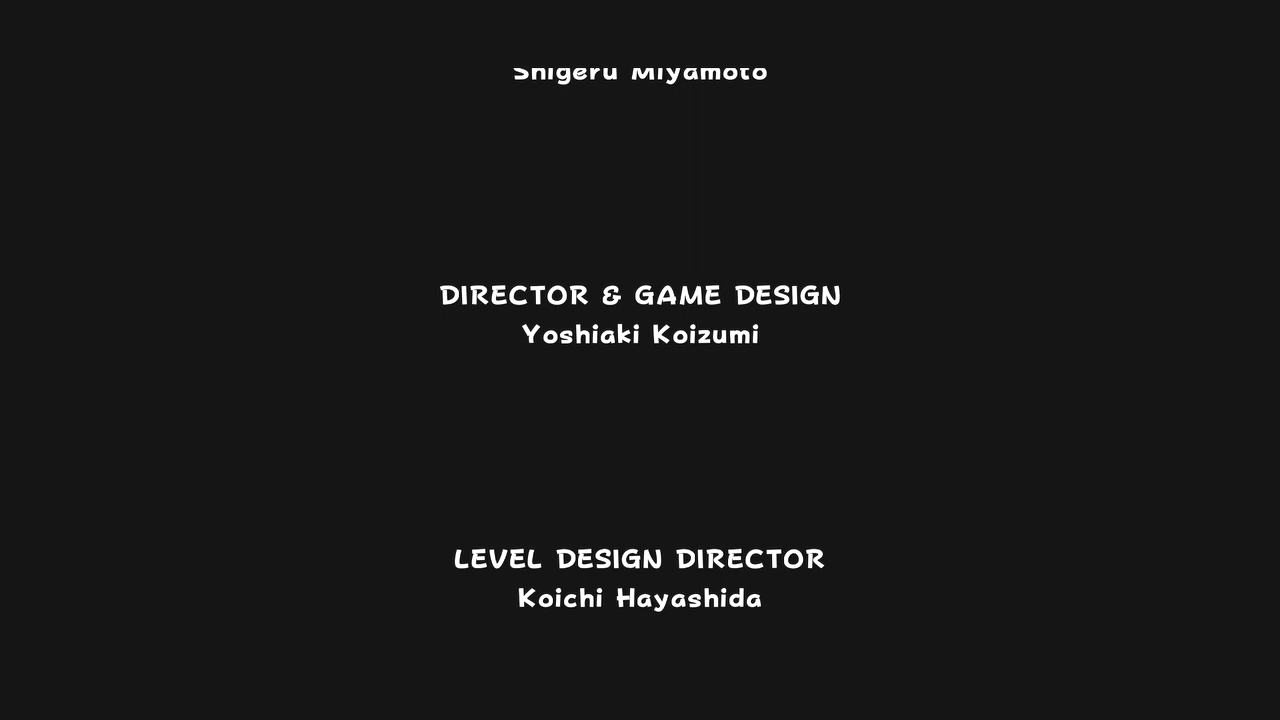 Shigeru Miyamoto
DIRECTOR & GAME DESIGN
Yoshiaki Koizumi
LEVEL DESIGN DIRECTOR
Koichi Hayashida